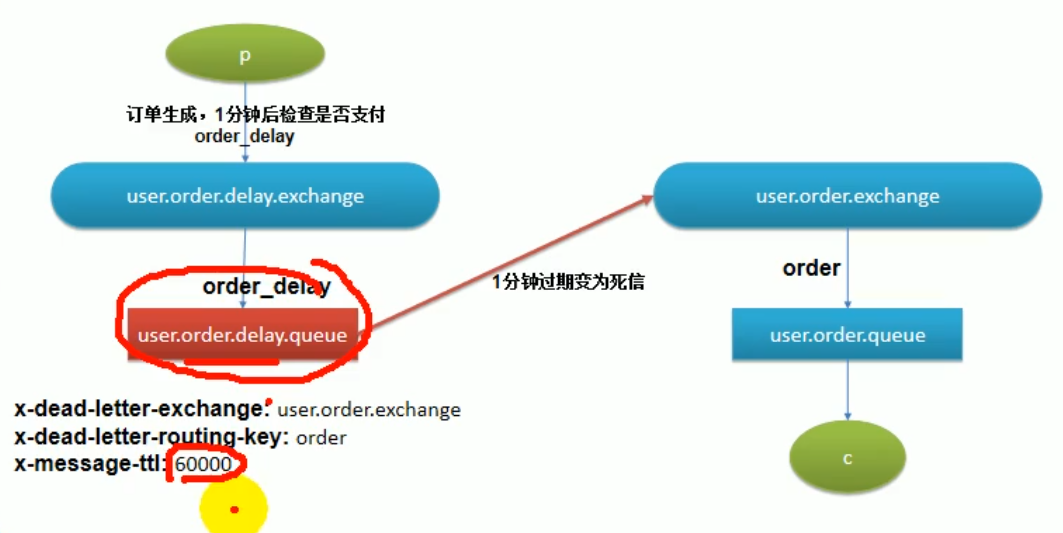 p
订单生成，1分钟后检查是否支付
order_delay
user.order.delay.exchange
user.order.exchange
order_delay
1分钟过期变为死信
order
user.order.delay.queue
user.order.queue
x-dead-letter-exchange: user.order.exchange
x-dead-letter-routing-key: order
x-message-ttl: 60000
c